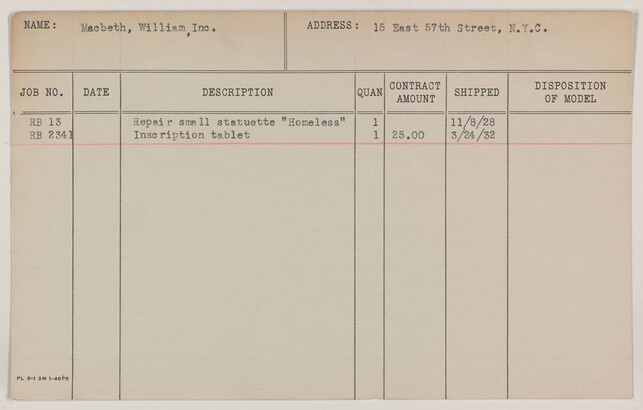 NAME: Macbeth, William, Inc. ADDRESS: 15 East 57th Street, N.Y.C.
JOB NO. DATE DESCRIPTION QUAN CONTRACT AMOUNT SHIPPED DISPOSITION OF MODEL
RB 13 Repair small statuette "Homeless" 1 11/8/28
RB 2341 Inscription tablet 1 25.00 3/24/32